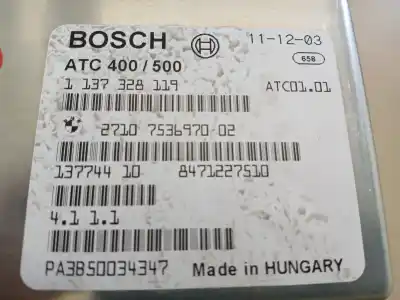 BOSCH 11-12-03
ATC 400 / 500 658
1 137 328 119 ATC01.01
2710 7536970 02
137744 10 8471227510
4.1 1.1
PA3BS0034347 Made in HUNGARY